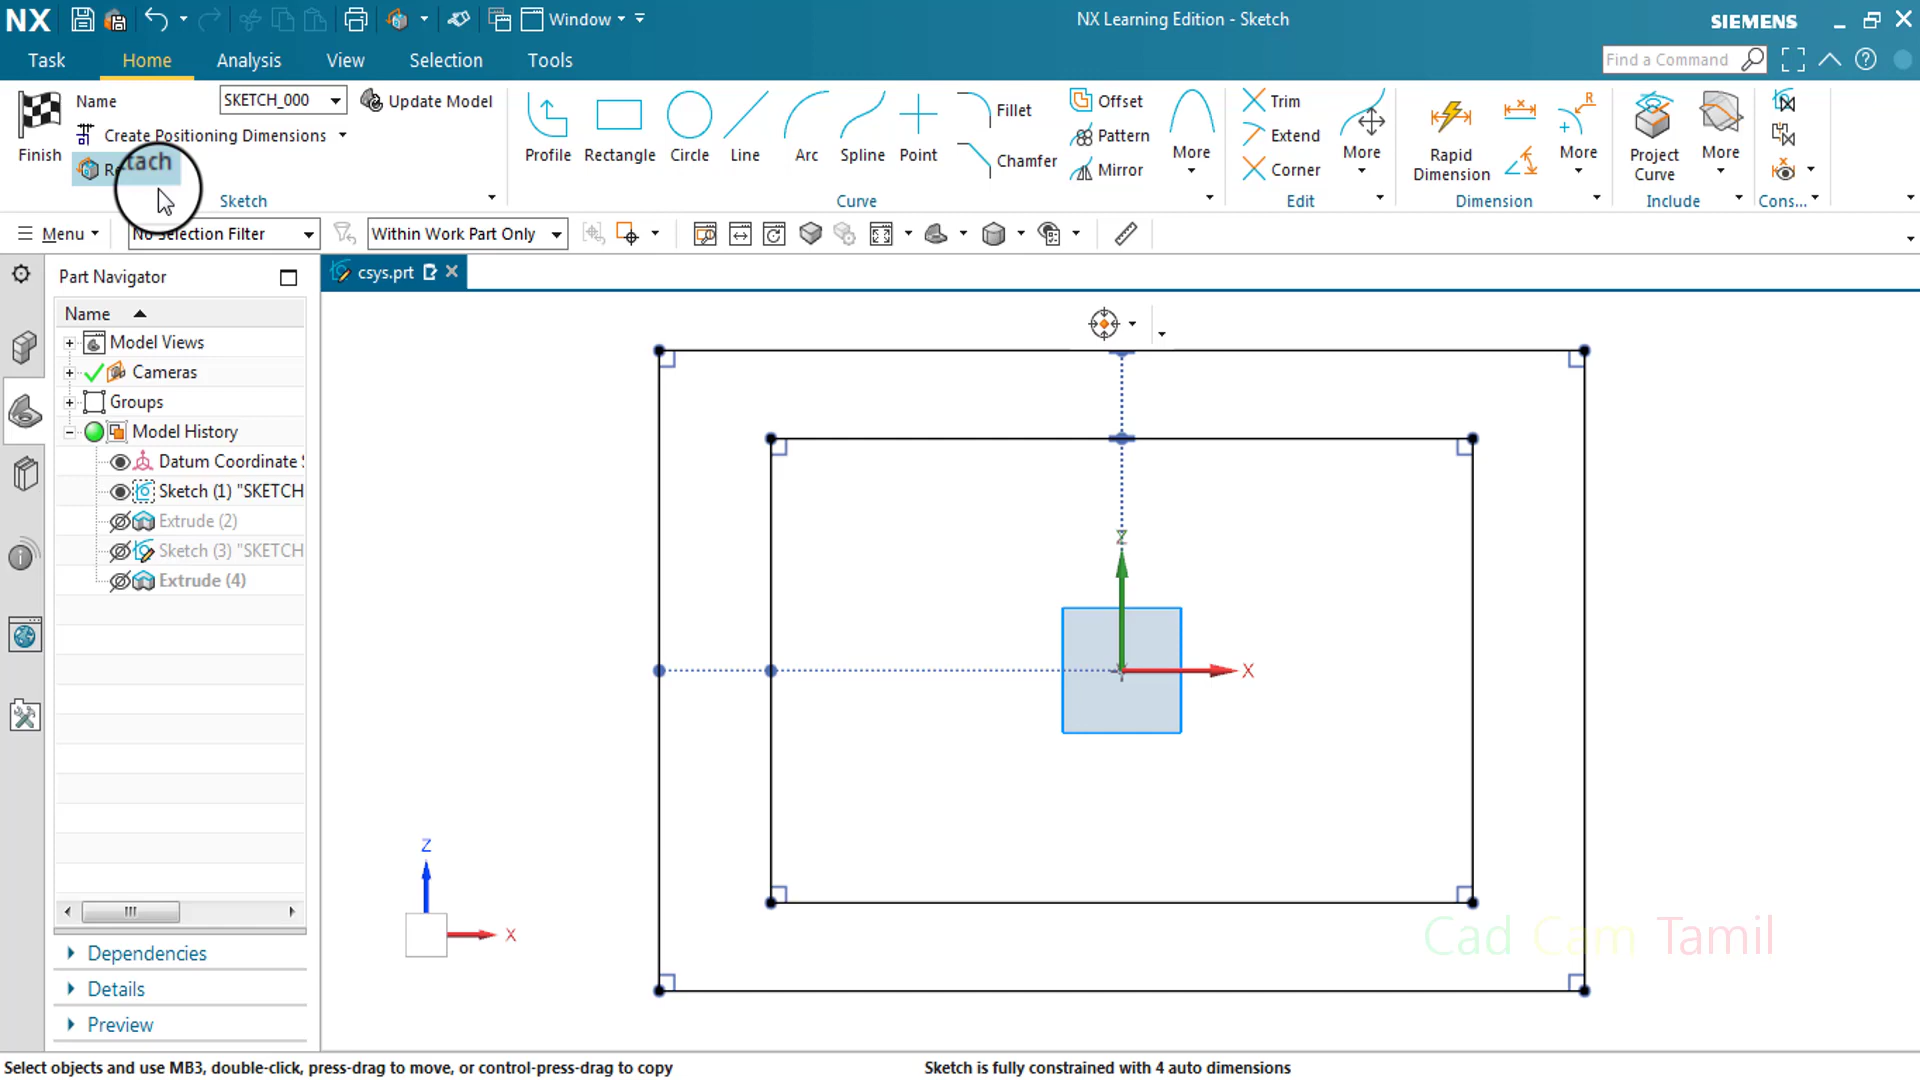 NX
Window
NX Learning Edition - Sketch
SIEMENS
Task
Home
Analysis
View
Selection
Tools
Find a Command
Finish
Name
SKETCH_000
Update Model
Create Positioning Dimensions
tach
Sketch
Profile
Rectangle
Circle
Line
Arc
Spline
Point
Fillet
Chamfer
Offset
Pattern
Mirror
More
Curve
Trim
Extend
Corner
More
Edit
Rapid
Dimension
More
Dimension
Project
Curve
More
Include
Cons...
Menu
No Selection Filter
Within Work Part Only
Part Navigator
csys.prt
Name
Model Views
Cameras
Groups
Model History
Datum Coordinate
Sketch (1) "SKETCH
Extrude (2)
Sketch (3) "SKETCH
Extrude (4)
Dependencies
Details
Preview
Z
X
Z
X
Cad Cam Tamil
Select objects and use MB3, double-click, press-drag to move, or control-press-drag to copy
Sketch is fully constrained with 4 auto dimensions